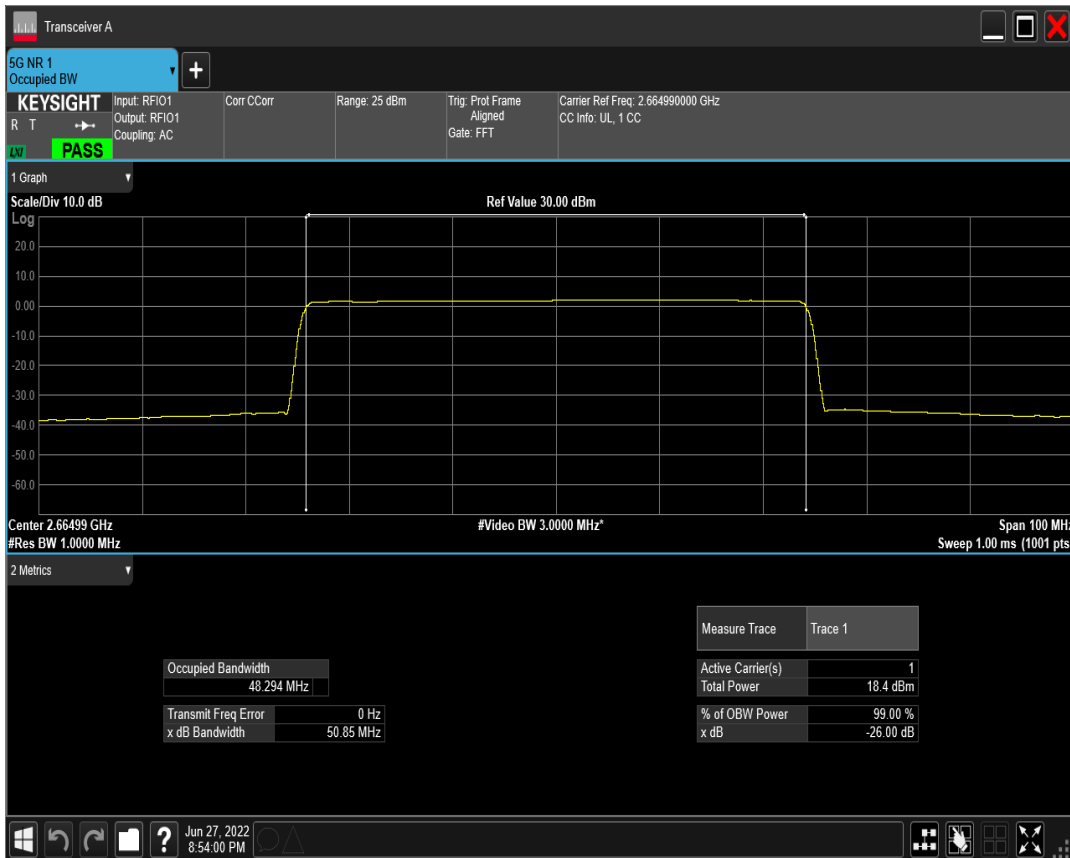 Transceiver A
5G NR 1
Occupied BW
+
KEYSIGHT
R T
LXI
PASS
Input: RFIO1
Output: RFIO1
Coupling: AC
Corr CCorr
Range: 25 dBm
Trig: Prot Frame
Aligned
Gate: FFT
Carrier Ref Freq: 2.664990000 GHz
CC Info: UL, 1 CC
1 Graph
Scale/Div 10.0 dB
Ref Value 30.00 dBm
Log
20.0
10.0
0.00
-10.0
-20.0
-30.0
-40.0
-50.0
-60.0
Center 2.66499 GHz
#Video BW 3.0000 MHz*
Span 100 MHz
#Res BW 1.0000 MHz
Sweep 1.00 ms (1001 pts
2 Metrics
Measure Trace Trace 1
Occupied Bandwidth
48.294 MHz
Active Carrier(s) 1
Total Power 18.4 dBm
Transmit Freq Error 0 Hz
x dB Bandwidth 50.85 MHz
% of OBW Power 99.00 %
x dB -26.00 dB
?
Jun 27, 2022
8:54:00 PM